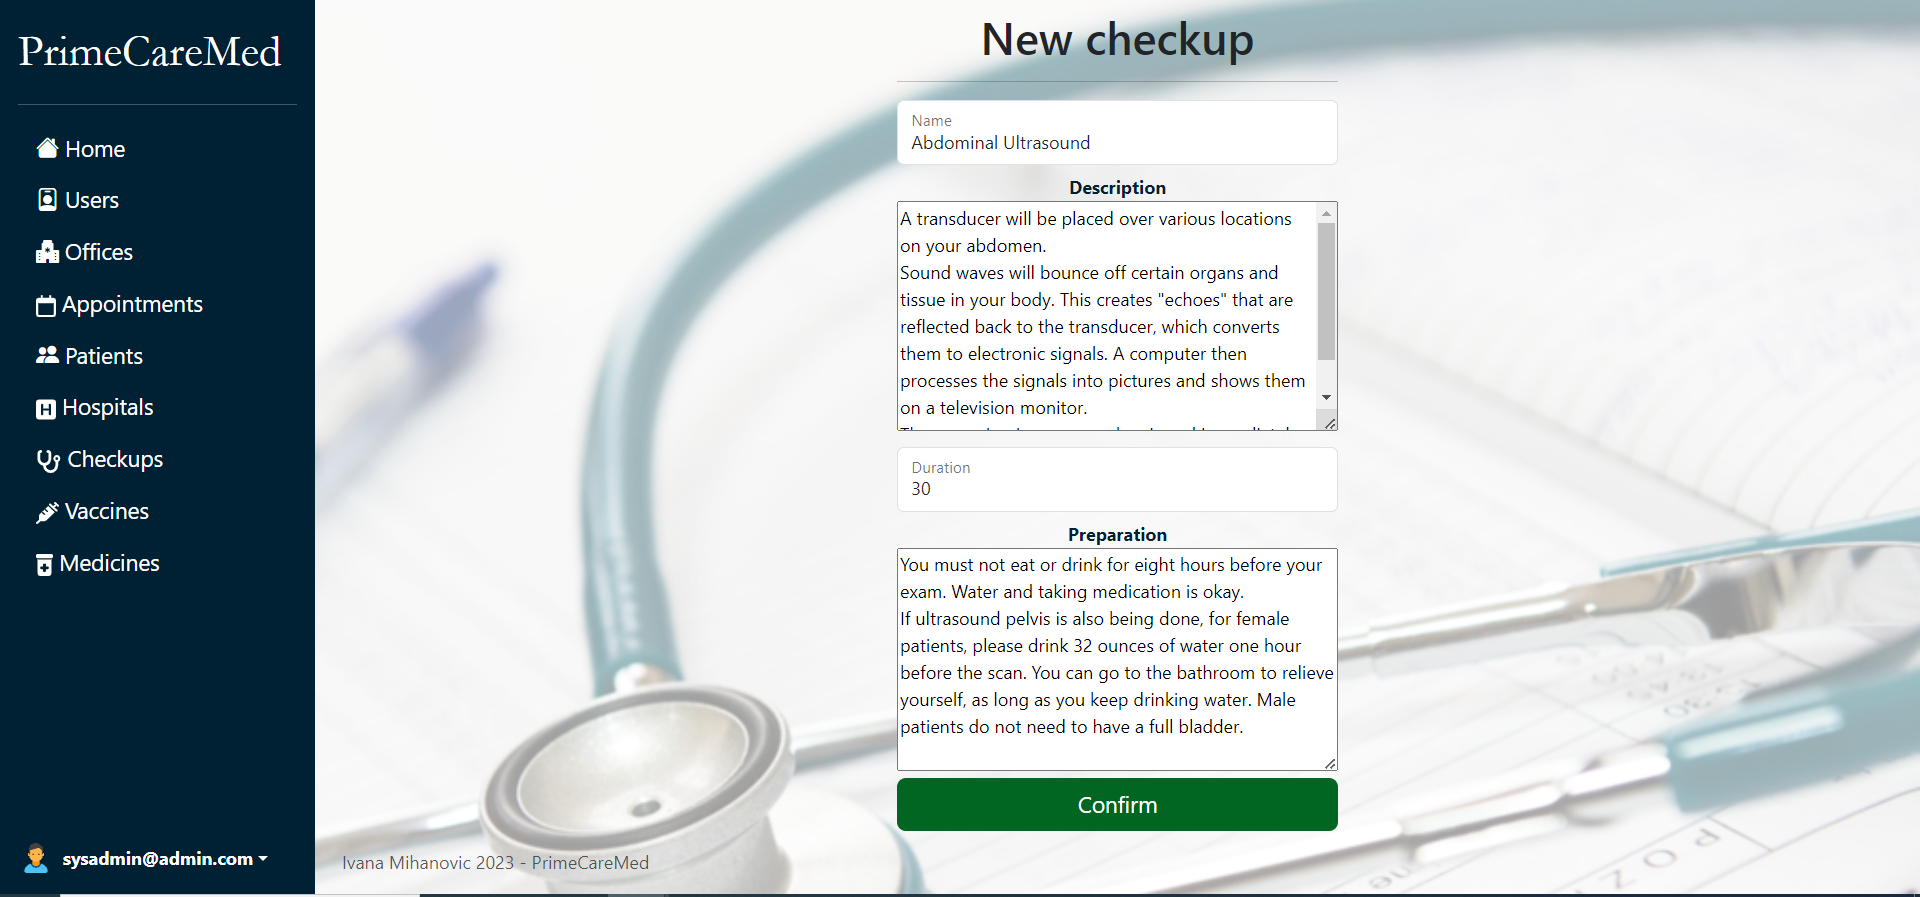 PrimeCareMed
Home
Users
Offices
Appointments
Patients
Hospitals
Checkups
Vaccines
Medicines
sysadmin@admin.com
New checkup
Name
Abdominal Ultrasound
Description
A transducer will be placed over various locations
on your abdomen.
Sound waves will bounce off certain organs and
tissue in your body. This creates "echoes" that are
reflected back to the transducer, which converts
them to electronic signals. A computer then
processes the signals into pictures and shows them
on a television monitor.
Duration
30
Preparation
You must not eat or drink for eight hours before your
exam. Water and taking medication is okay.
If ultrasound pelvis is also being done, for female
patients, please drink 32 ounces of water one hour
before the scan. You can go to the bathroom to relieve
yourself, as long as you keep drinking water. Male
patients do not need to have a full bladder.
Confirm
Ivana Mihanovic 2023 - PrimeCareMed